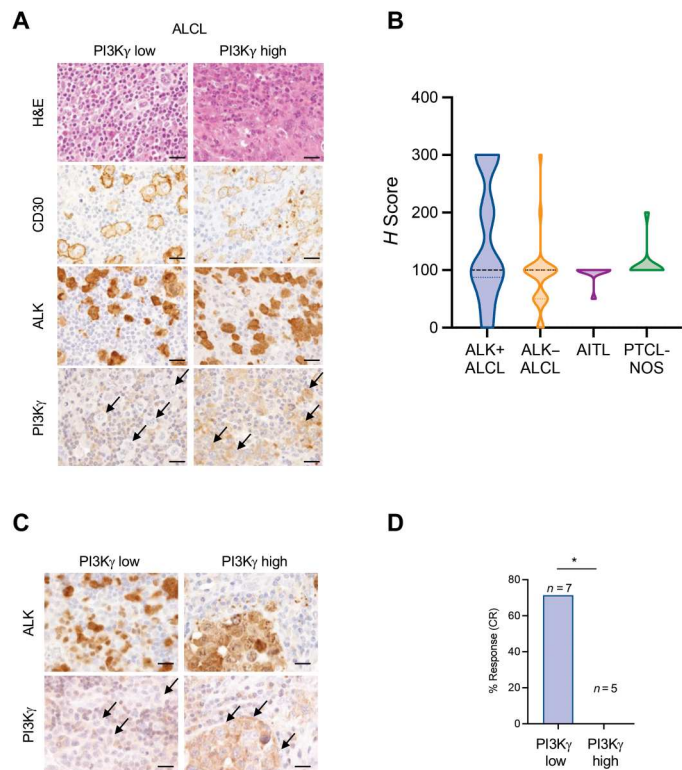 A
ALCL
PI3Kγ low
PI3Kγ high
H&E
CD30
ALK
PI3Kγ
B
H Score
400
300
200
100
0
ALK+
ALCL
ALK–
ALCL
AITL
PTCL-
NOS
C
PI3Kγ low
PI3Kγ high
ALK
PI3Kγ
D
*
% Response (CR)
80
60
40
20
0
n = 7
n = 5
PI3Kγ
low
PI3Kγ
high